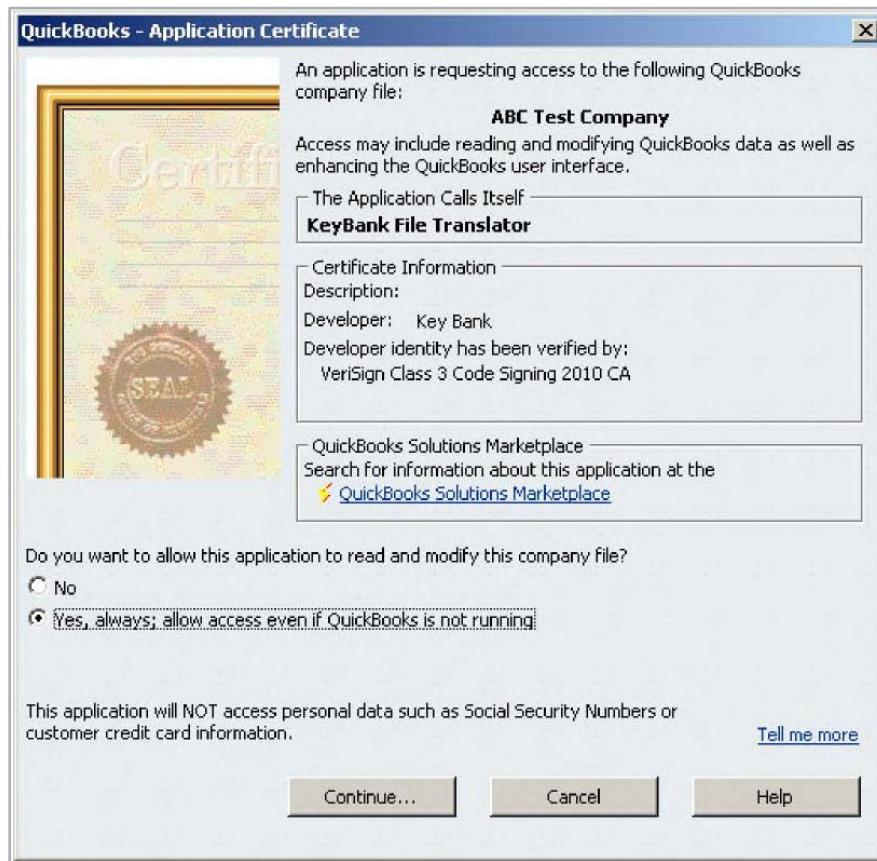 QuickBooks - Application Certificate
An application is requesting access to the following QuickBooks
company file:
ABC Test Company
Access may include reading and modifying QuickBooks data as well as
enhancing the QuickBooks user interface.
The Application Calls Itself
KeyBank File Translator
Certificate Information
Description:
Developer: Key Bank
Developer identity has been verified by:
VeriSign Class 3 Code Signing 2010 CA
QuickBooks Solutions Marketplace
Search for information about this application at the
QuickBooks Solutions Marketplace
Certifi
SEAL
Do you want to allow this application to read and modify this company file?
No
Yes, always; allow access even if QuickBooks is not running
This application will NOT access personal data such as Social Security Numbers or
customer credit card information.
Tell me more
Continue...
Cancel
Help